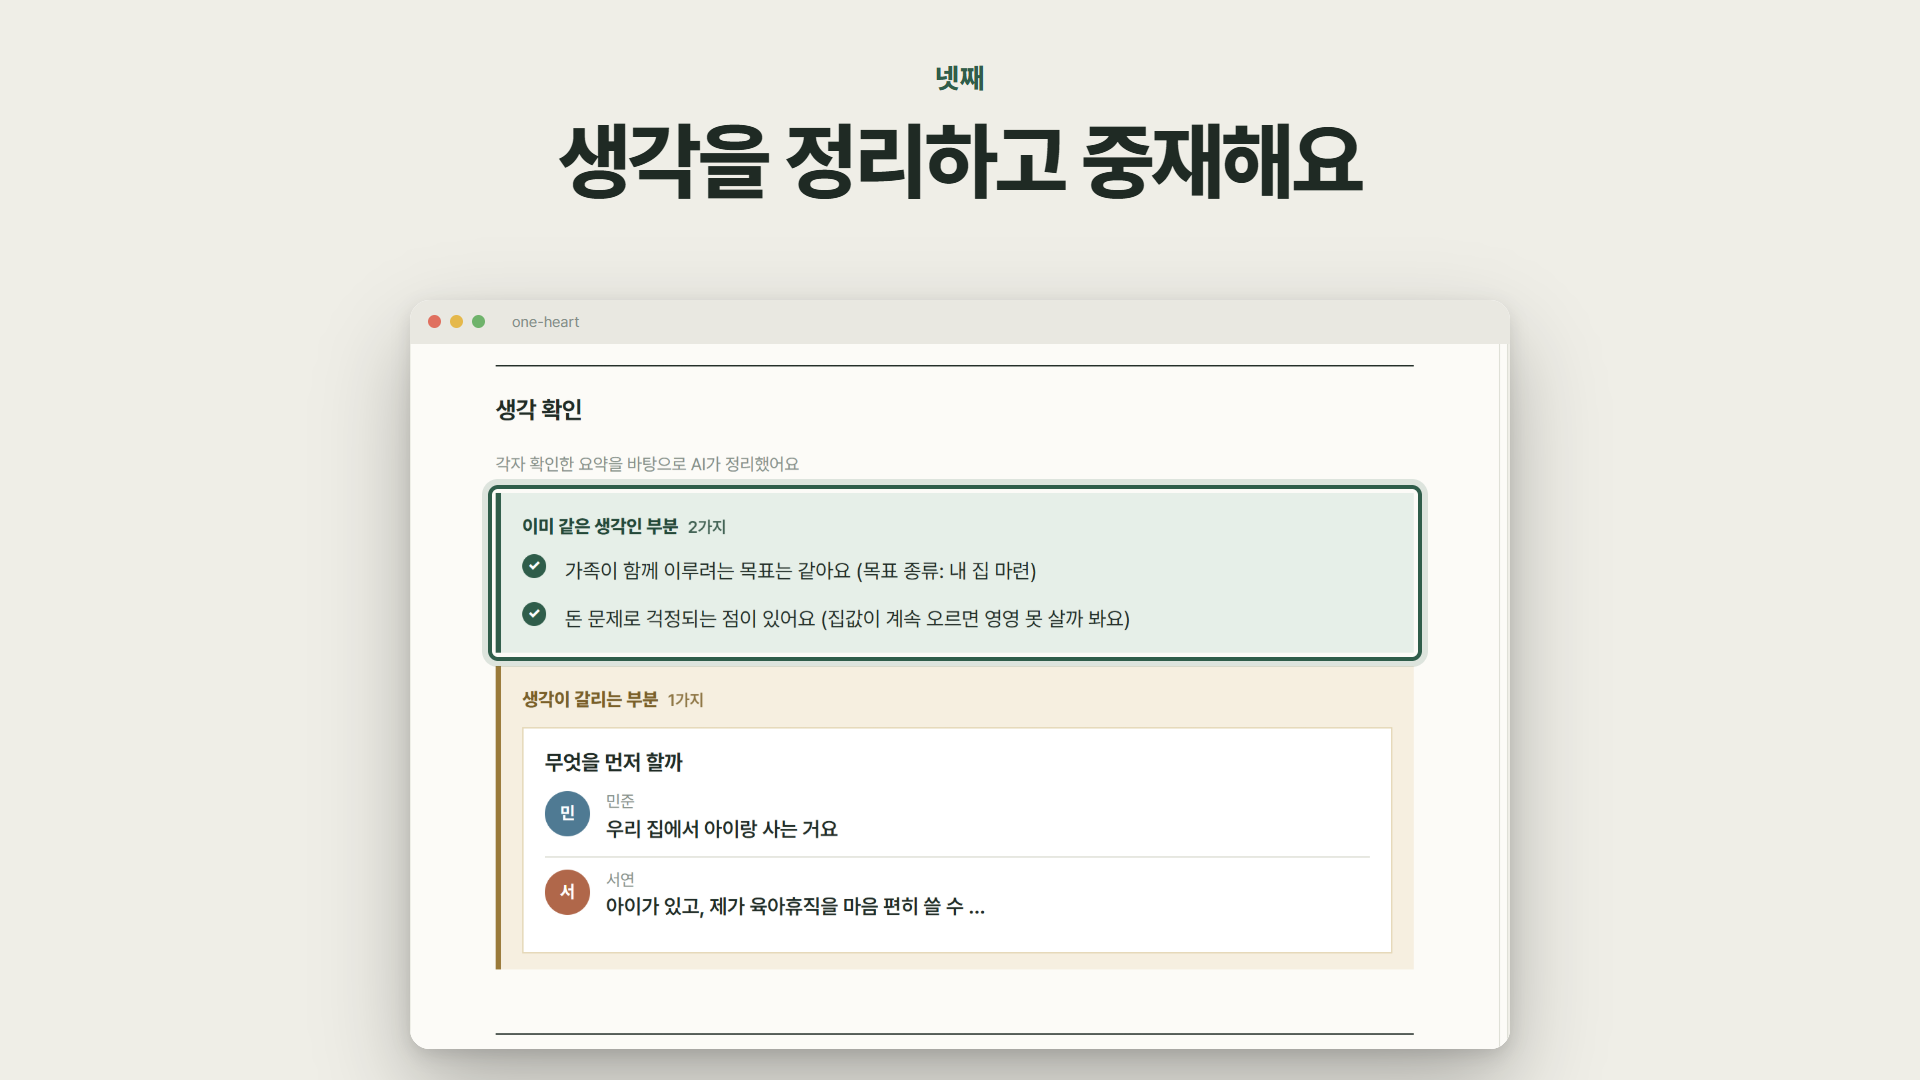 넷째
생각을 정리하고 중재해요
one-heart
생각 확인
각자 확인한 요약을 바탕으로 AI가 정리했어요
이미 같은 생각인 부분 2가지
가족이 함께 이루려는 목표는 같아요 (목표 종류: 내 집 마련)
돈 문제로 걱정되는 점이 있어요 (집값이 계속 오르면 영영 못 살까 봐요)
생각이 갈리는 부분 1가지
무엇을 먼저 할까
민
민준
우리 집에서 아이랑 사는 거요
서
서연
아이가 있고, 제가 육아휴직을 마음 편히 쓸 수 ...